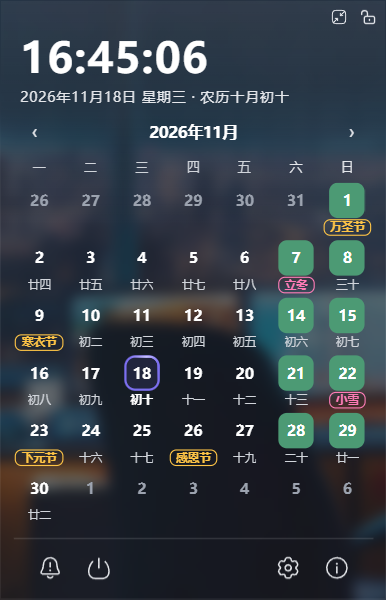 16:45:06
2026年11月18日 星期三 · 农历十月初十
‹ 2026年11月 ›
一 二 三 四 五 六 日
26 27 28 29 30 31 1
万圣节
2 3 4 5 6 7 8
廿四 廿五 廿六 廿七 廿八 立冬 三十
9 10 11 12 13 14 15
寒衣节 初二 初三 初四 初五 初六 初七
16 17 18 19 20 21 22
初八 初九 初十 十一 十二 十三 小雪
23 24 25 26 27 28 29
下元节 十六 十七 感恩节 十九 二十 廿一
30 1 2 3 4 5 6
廿二